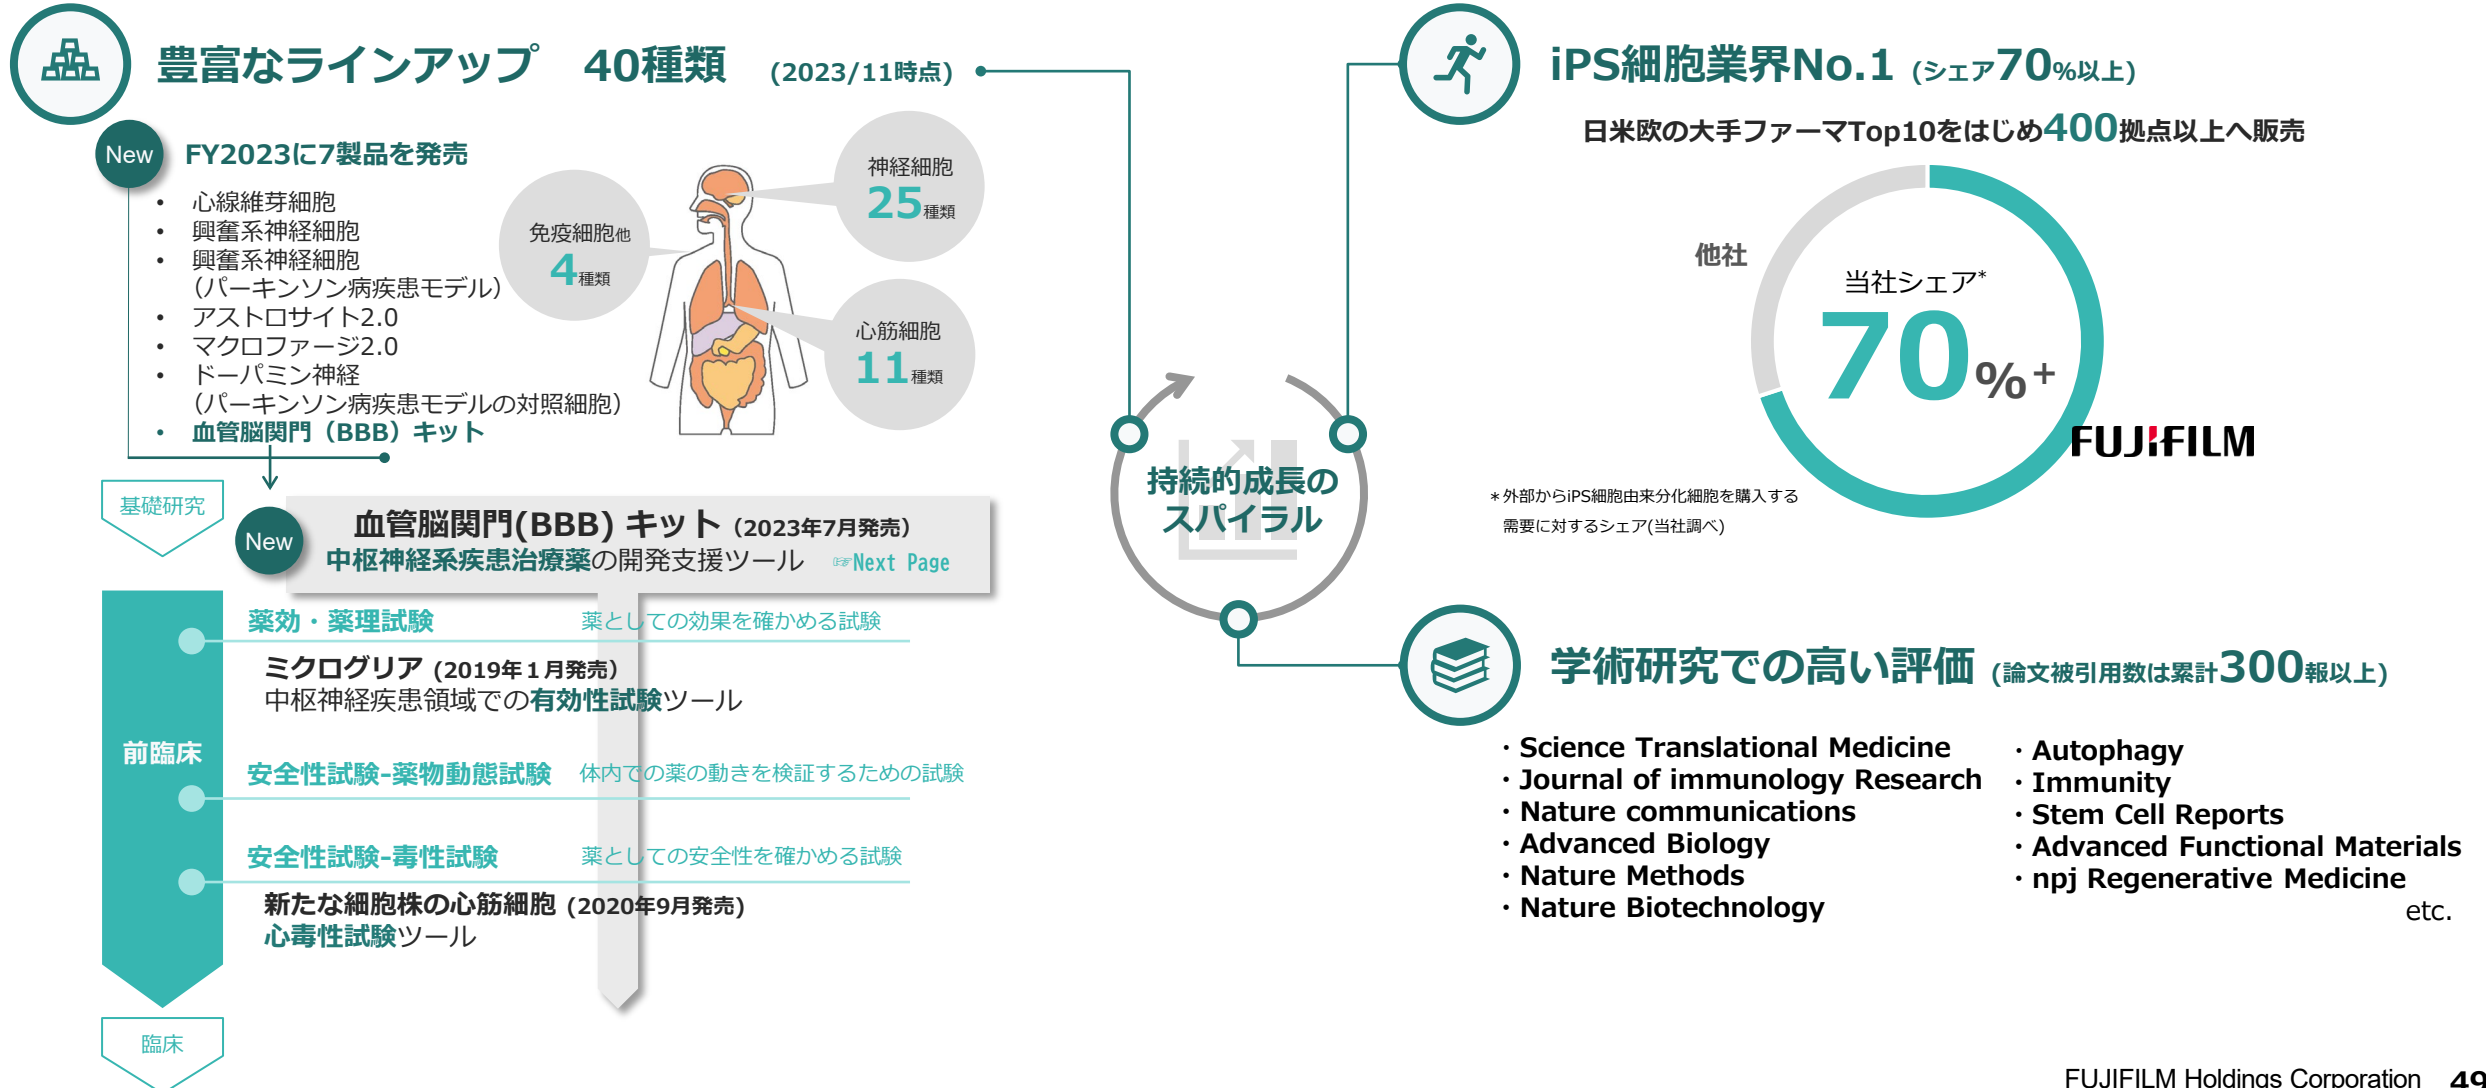 豊富なラインアップ　40種類　(2023/11時点)
New
FY2023に7製品を発売
• 心線維芽細胞
• 興奮系神経細胞
• 興奮系神経細胞
（パーキンソン病疾患モデル）
• アストロサイト2.0
• マクロファージ2.0
• ドーパミン神経
（パーキンソン病疾患モデルの対照細胞）
• 血管脳関門（BBB）キット
神経細胞
25種類
免疫細胞他
4種類
心筋細胞
11種類
基礎研究
New
血管脳関門(BBB) キット（2023年7月発売）
中枢神経系疾患治療薬の開発支援ツール　☞Next Page
薬効・薬理試験　薬としての効果を確かめる試験
ミクログリア (2019年１月発売）
中枢神経疾患領域での有効性試験ツール
前臨床
安全性試験-薬物動態試験　体内での薬の動きを検証するための試験
安全性試験-毒性試験　薬としての安全性を確かめる試験
新たな細胞株の心筋細胞 (2020年9月発売)
心毒性試験ツール
臨床
持続的成長の
スパイラル
iPS細胞業界No.1 (シェア70%以上)
日米欧の大手ファーマTop10をはじめ400拠点以上へ販売
他社
当社シェア*
70%+
FUJIFILM
＊外部からiPS細胞由来分化細胞を購入する
需要に対するシェア(当社調べ)
学術研究での高い評価 (論文被引用数は累計300報以上)
・Science Translational Medicine
・Journal of immunology Research
・Nature communications
・Advanced Biology
・Nature Methods
・Nature Biotechnology
・Autophagy
・Immunity
・Stem Cell Reports
・Advanced Functional Materials
・npj Regenerative Medicine
etc.
FUJIFILM Holdings Corporation 49